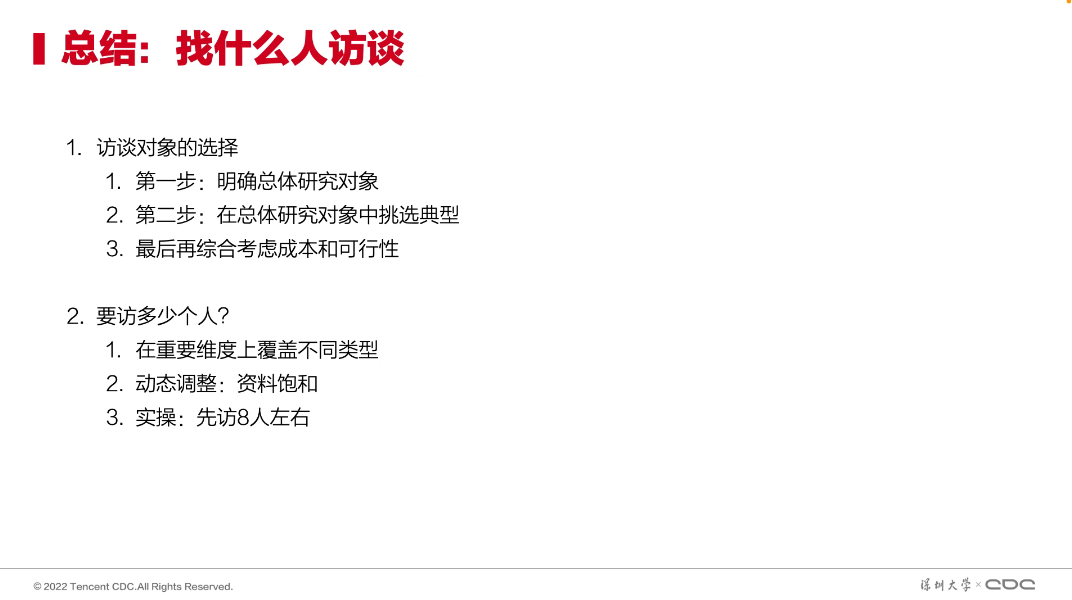 总结：找什么人访谈
1. 访谈对象的选择
1. 第一步：明确总体研究对象
2. 第二步：在总体研究对象中挑选典型
3. 最后再综合考虑成本和可行性
2. 要访多少个人？
1. 在重要维度上覆盖不同类型
2. 动态调整：资料饱和
3. 实操：先访8人左右
© 2022 Tencent CDC.All Rights Reserved.
深圳大学 × CDC